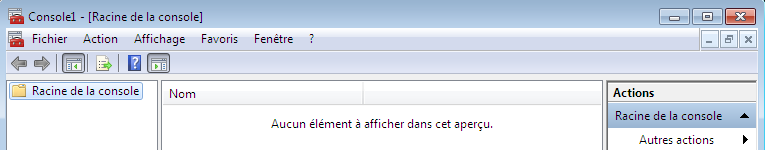 Console1 - [Racine de la console]
Fichier Action Affichage Favoris Fenêtre ?
Racine de la console
Nom
Aucun élément à afficher dans cet aperçu.
Actions
Racine de la console
Autres actions